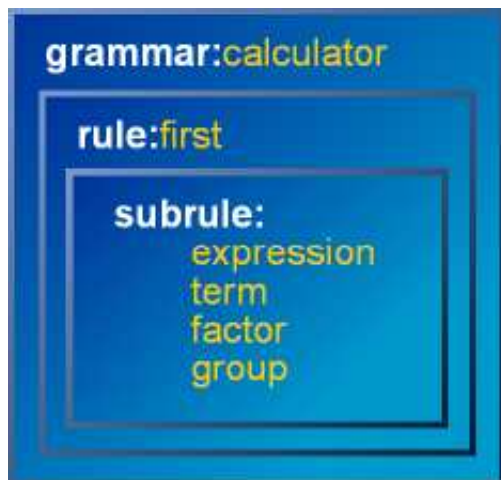 grammar:calculator
rule:first
subrule:
expression
term
factor
group